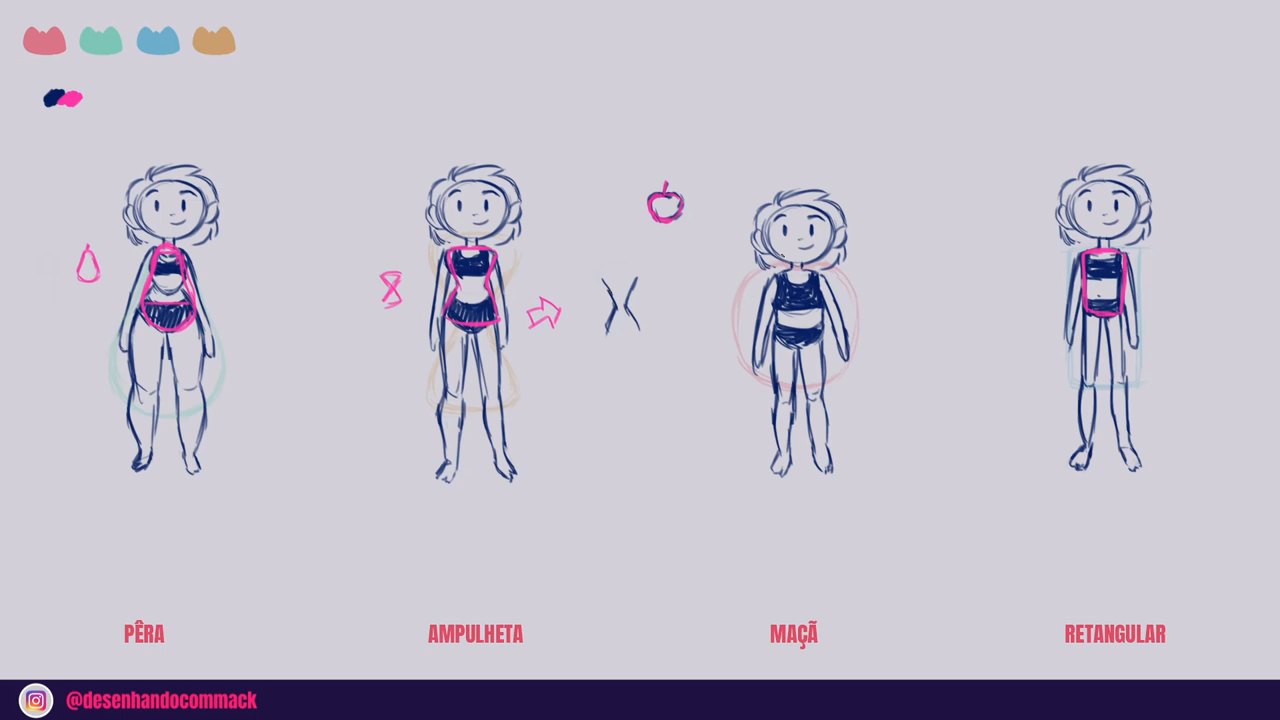 PÊRA
AMPULHETA
MAÇÃ
RETANGULAR
@desenhandocommack